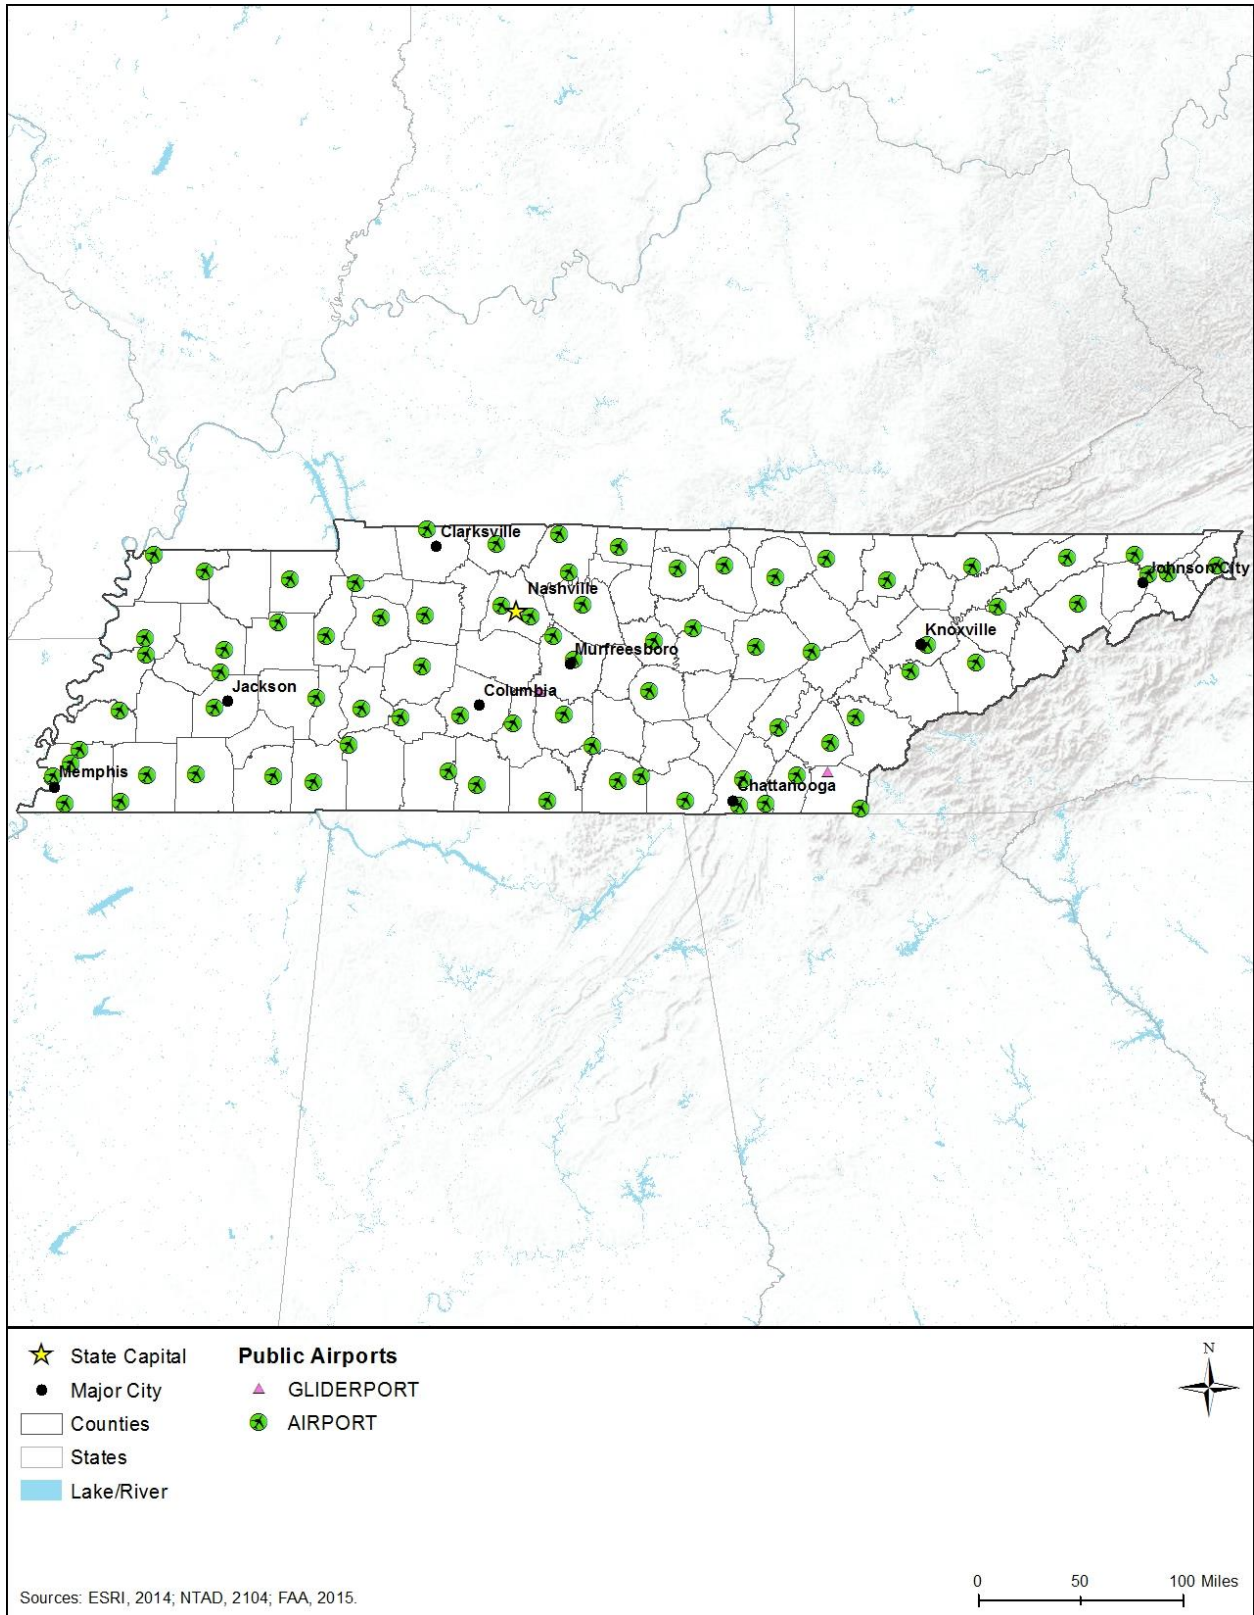 Clarksville
Johnson City
Nashville
Knoxville
Murfreesboro
Jackson
Columbia
Memphis
Chattanooga
State Capital
Major City
Counties
States
Lake/River
Public Airports
GLIDERPORT
AIRPORT
N
0 50 100 Miles
Sources: ESRI, 2014; NTAD, 2104; FAA, 2015.